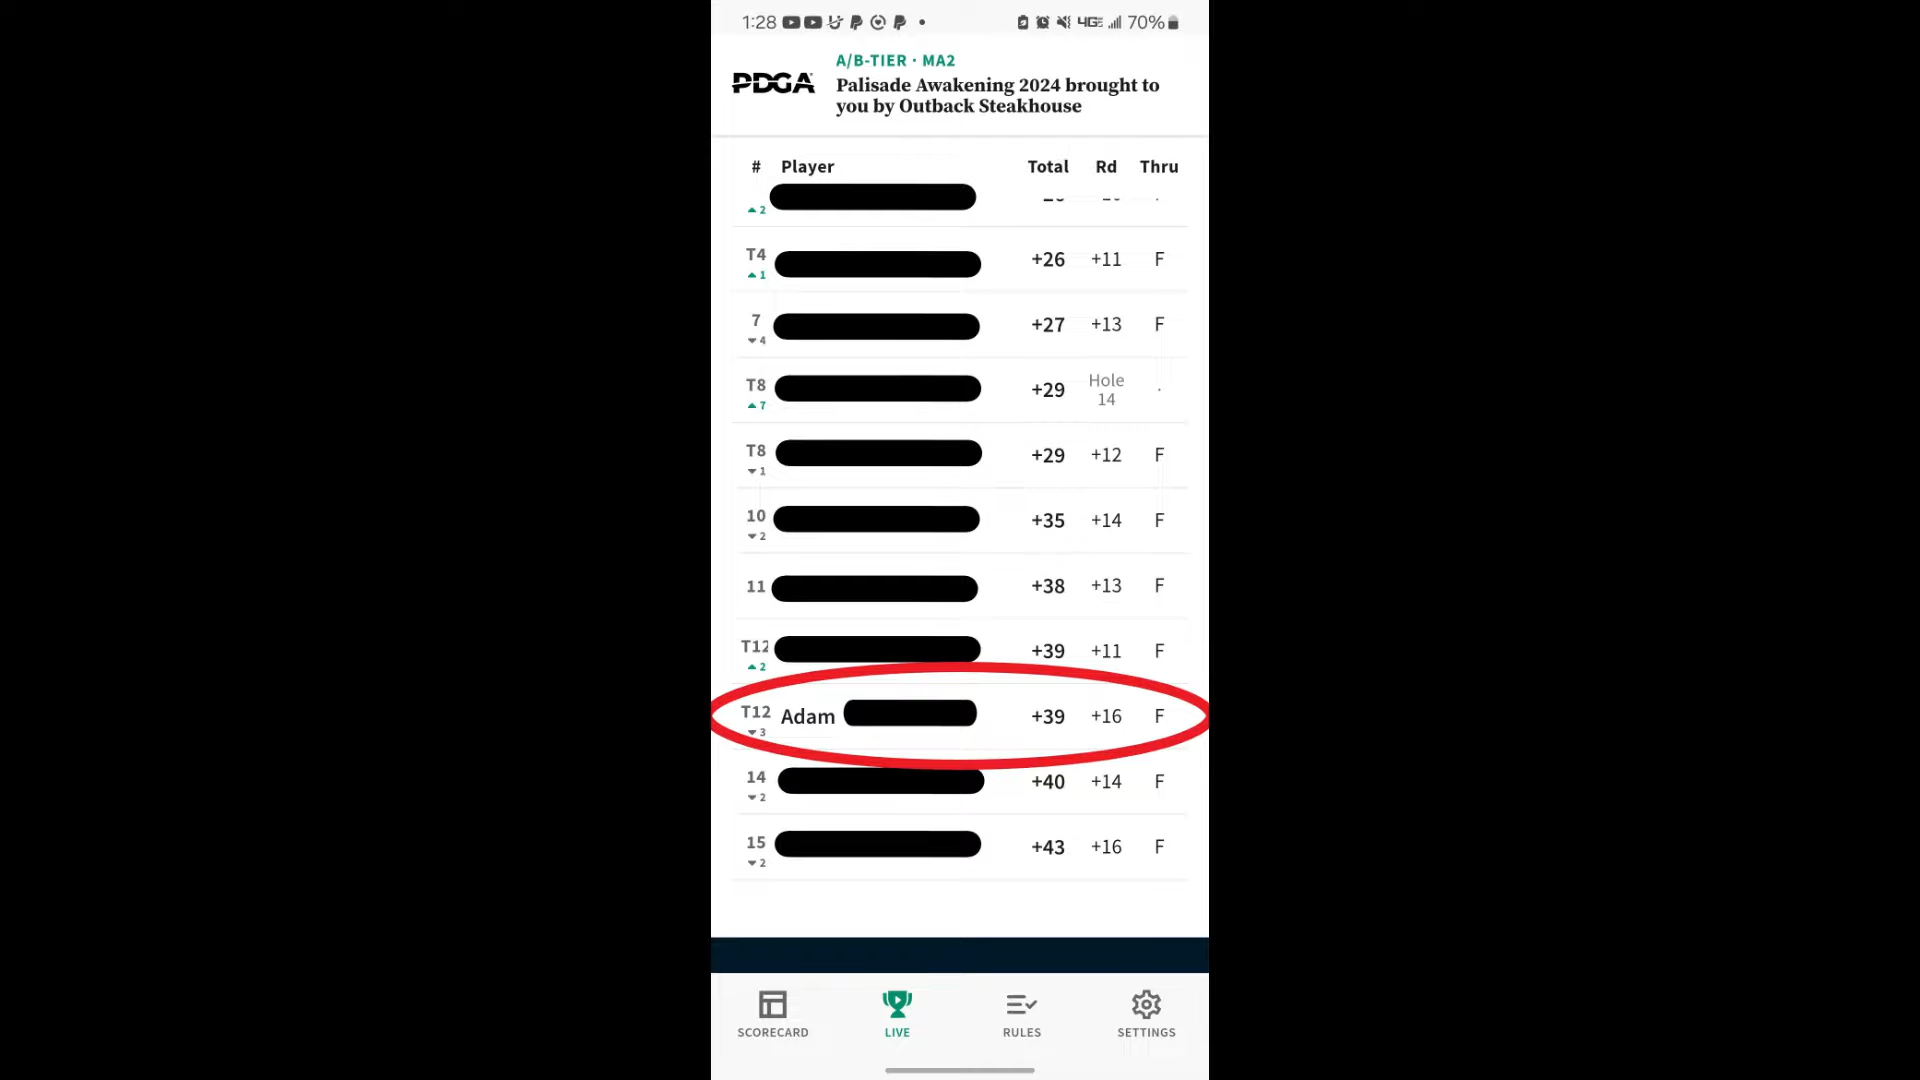 1:28 4GE 70%
PDGA
A/B-TIER · MA2
Palisade Awakening 2024 brought to
you by Outback Steakhouse
# Player Total Rd Thru
2
T4 +26 +11 F
1
7 +27 +13 F
4
T8 +29 Hole 14 ·
7
T8 +29 +12 F
1
10 +35 +14 F
2
11 +38 +13 F
T12 +39 +11 F
2
T12 Adam +39 +16 F
3
14 +40 +14 F
2
15 +43 +16 F
2
SCORECARD LIVE RULES SETTINGS